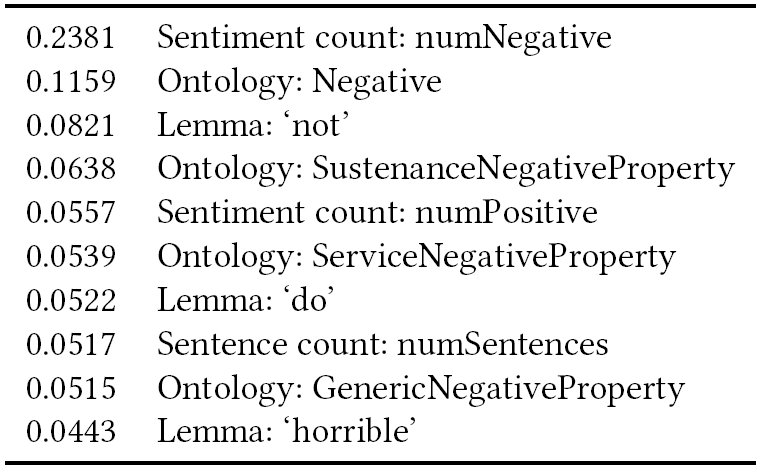 0.2381 Sentiment count: numNegative
0.1159 Ontology: Negative
0.0821 Lemma: ‘not’
0.0638 Ontology: SustenanceNegativeProperty
0.0557 Sentiment count: numPositive
0.0539 Ontology: ServiceNegativeProperty
0.0522 Lemma: ‘do’
0.0517 Sentence count: numSentences
0.0515 Ontology: GenericNegativeProperty
0.0443 Lemma: ‘horrible’